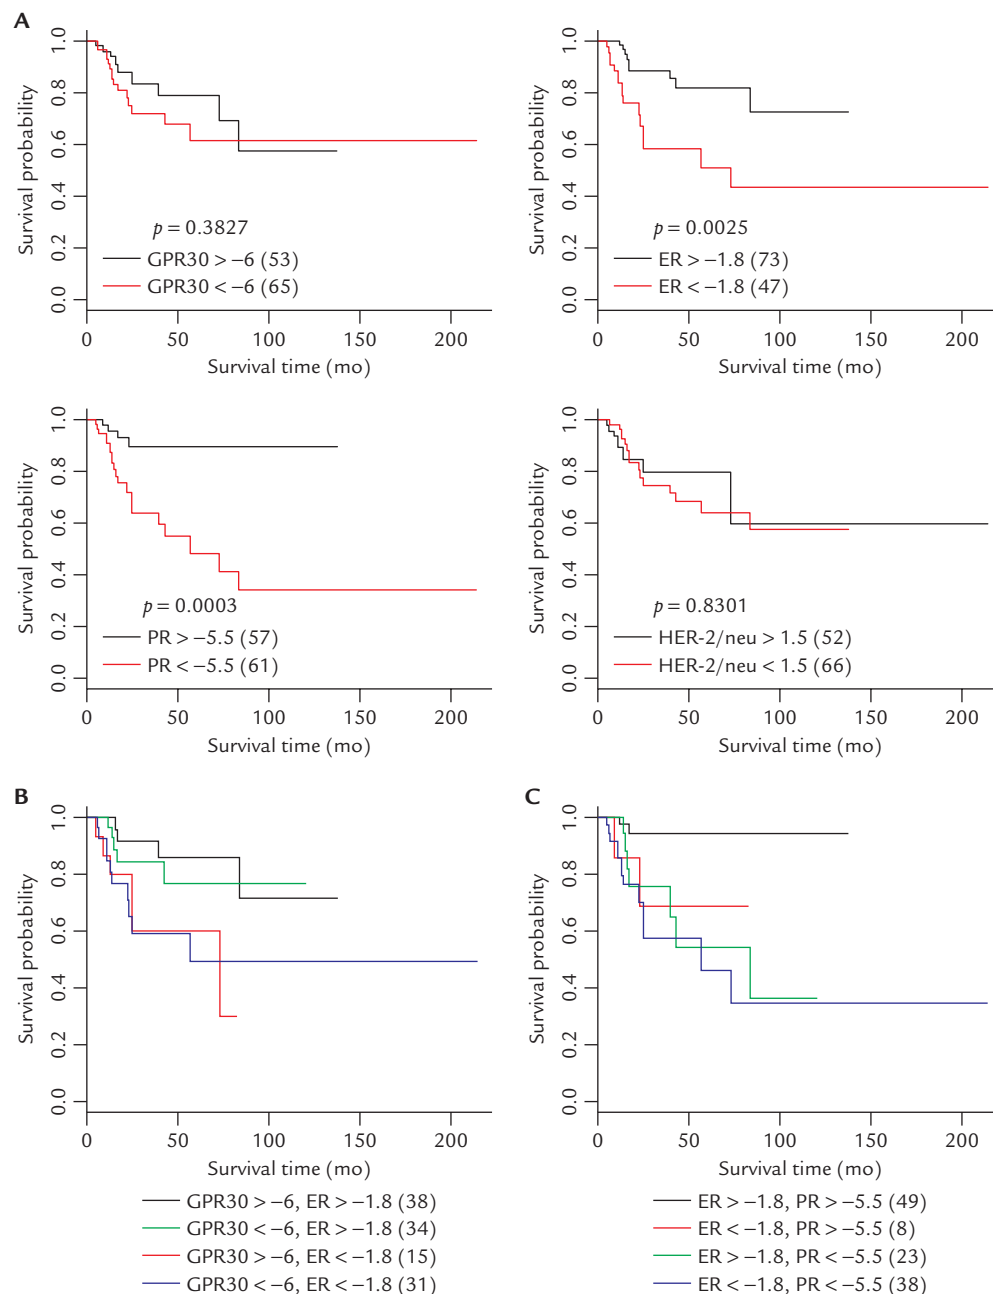 A
Survival probability
1.0
0.8
0.6
0.4
0.2
0.0
p = 0.3827
GPR30 > −6 (53)
GPR30 < −6 (65)
0 50 100 150 200
Survival time (mo)
Survival probability
1.0
0.8
0.6
0.4
0.2
0.0
p = 0.0025
ER > −1.8 (73)
ER < −1.8 (47)
0 50 100 150 200
Survival time (mo)
Survival probability
1.0
0.8
0.6
0.4
0.2
0.0
p = 0.0003
PR > −5.5 (57)
PR < −5.5 (61)
0 50 100 150 200
Survival time (mo)
Survival probability
1.0
0.8
0.6
0.4
0.2
0.0
p = 0.8301
HER-2/neu > 1.5 (52)
HER-2/neu < 1.5 (66)
0 50 100 150 200
Survival time (mo)
B
Survival probability
1.0
0.8
0.6
0.4
0.2
0.0
0 50 100 150 200
Survival time (mo)
GPR30 > −6, ER > −1.8 (38)
GPR30 < −6, ER > −1.8 (34)
GPR30 > −6, ER < −1.8 (15)
GPR30 < −6, ER < −1.8 (31)
C
Survival probability
1.0
0.8
0.6
0.4
0.2
0.0
0 50 100 150 200
Survival time (mo)
ER > −1.8, PR > −5.5 (49)
ER < −1.8, PR > −5.5 (8)
ER > −1.8, PR < −5.5 (23)
ER < −1.8, PR < −5.5 (38)